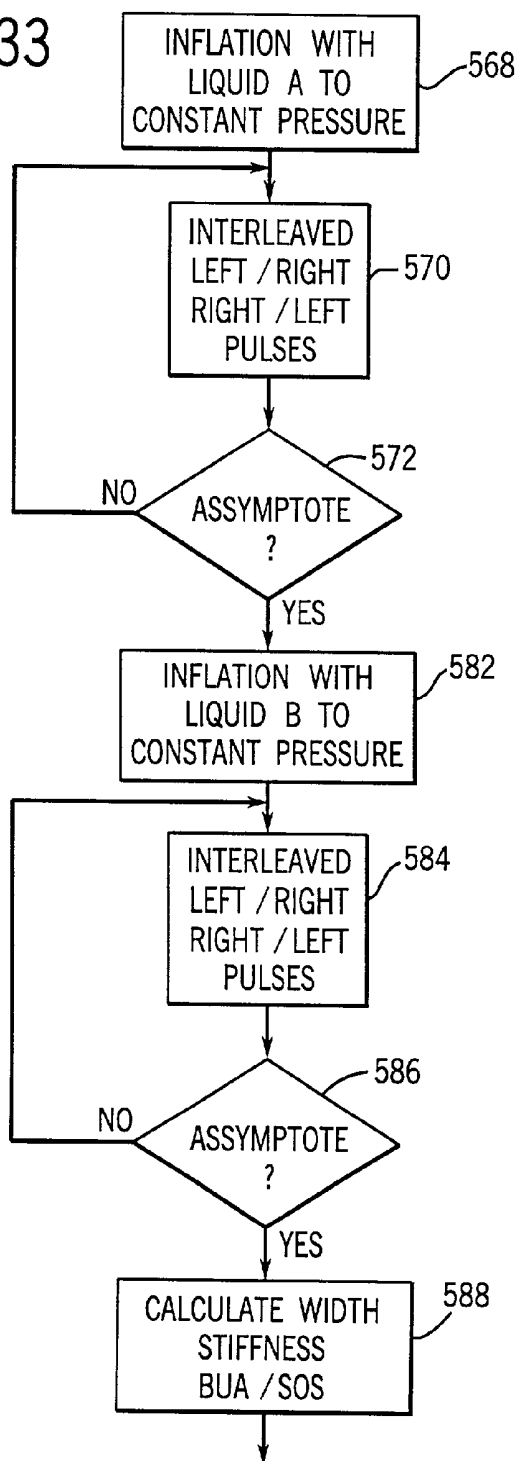 33
INFLATION WITH
LIQUID A TO
CONSTANT PRESSURE
568
INTERLEAVED
LEFT / RIGHT
RIGHT / LEFT
PULSES
570
572
NO
ASSYMPTOTE
?
YES
INFLATION WITH
LIQUID B TO
CONSTANT PRESSURE
582
INTERLEAVED
LEFT / RIGHT
RIGHT / LEFT
PULSES
584
586
NO
ASSYMPTOTE
?
YES
CALCULATE WIDTH
STIFFNESS
BUA / SOS
588